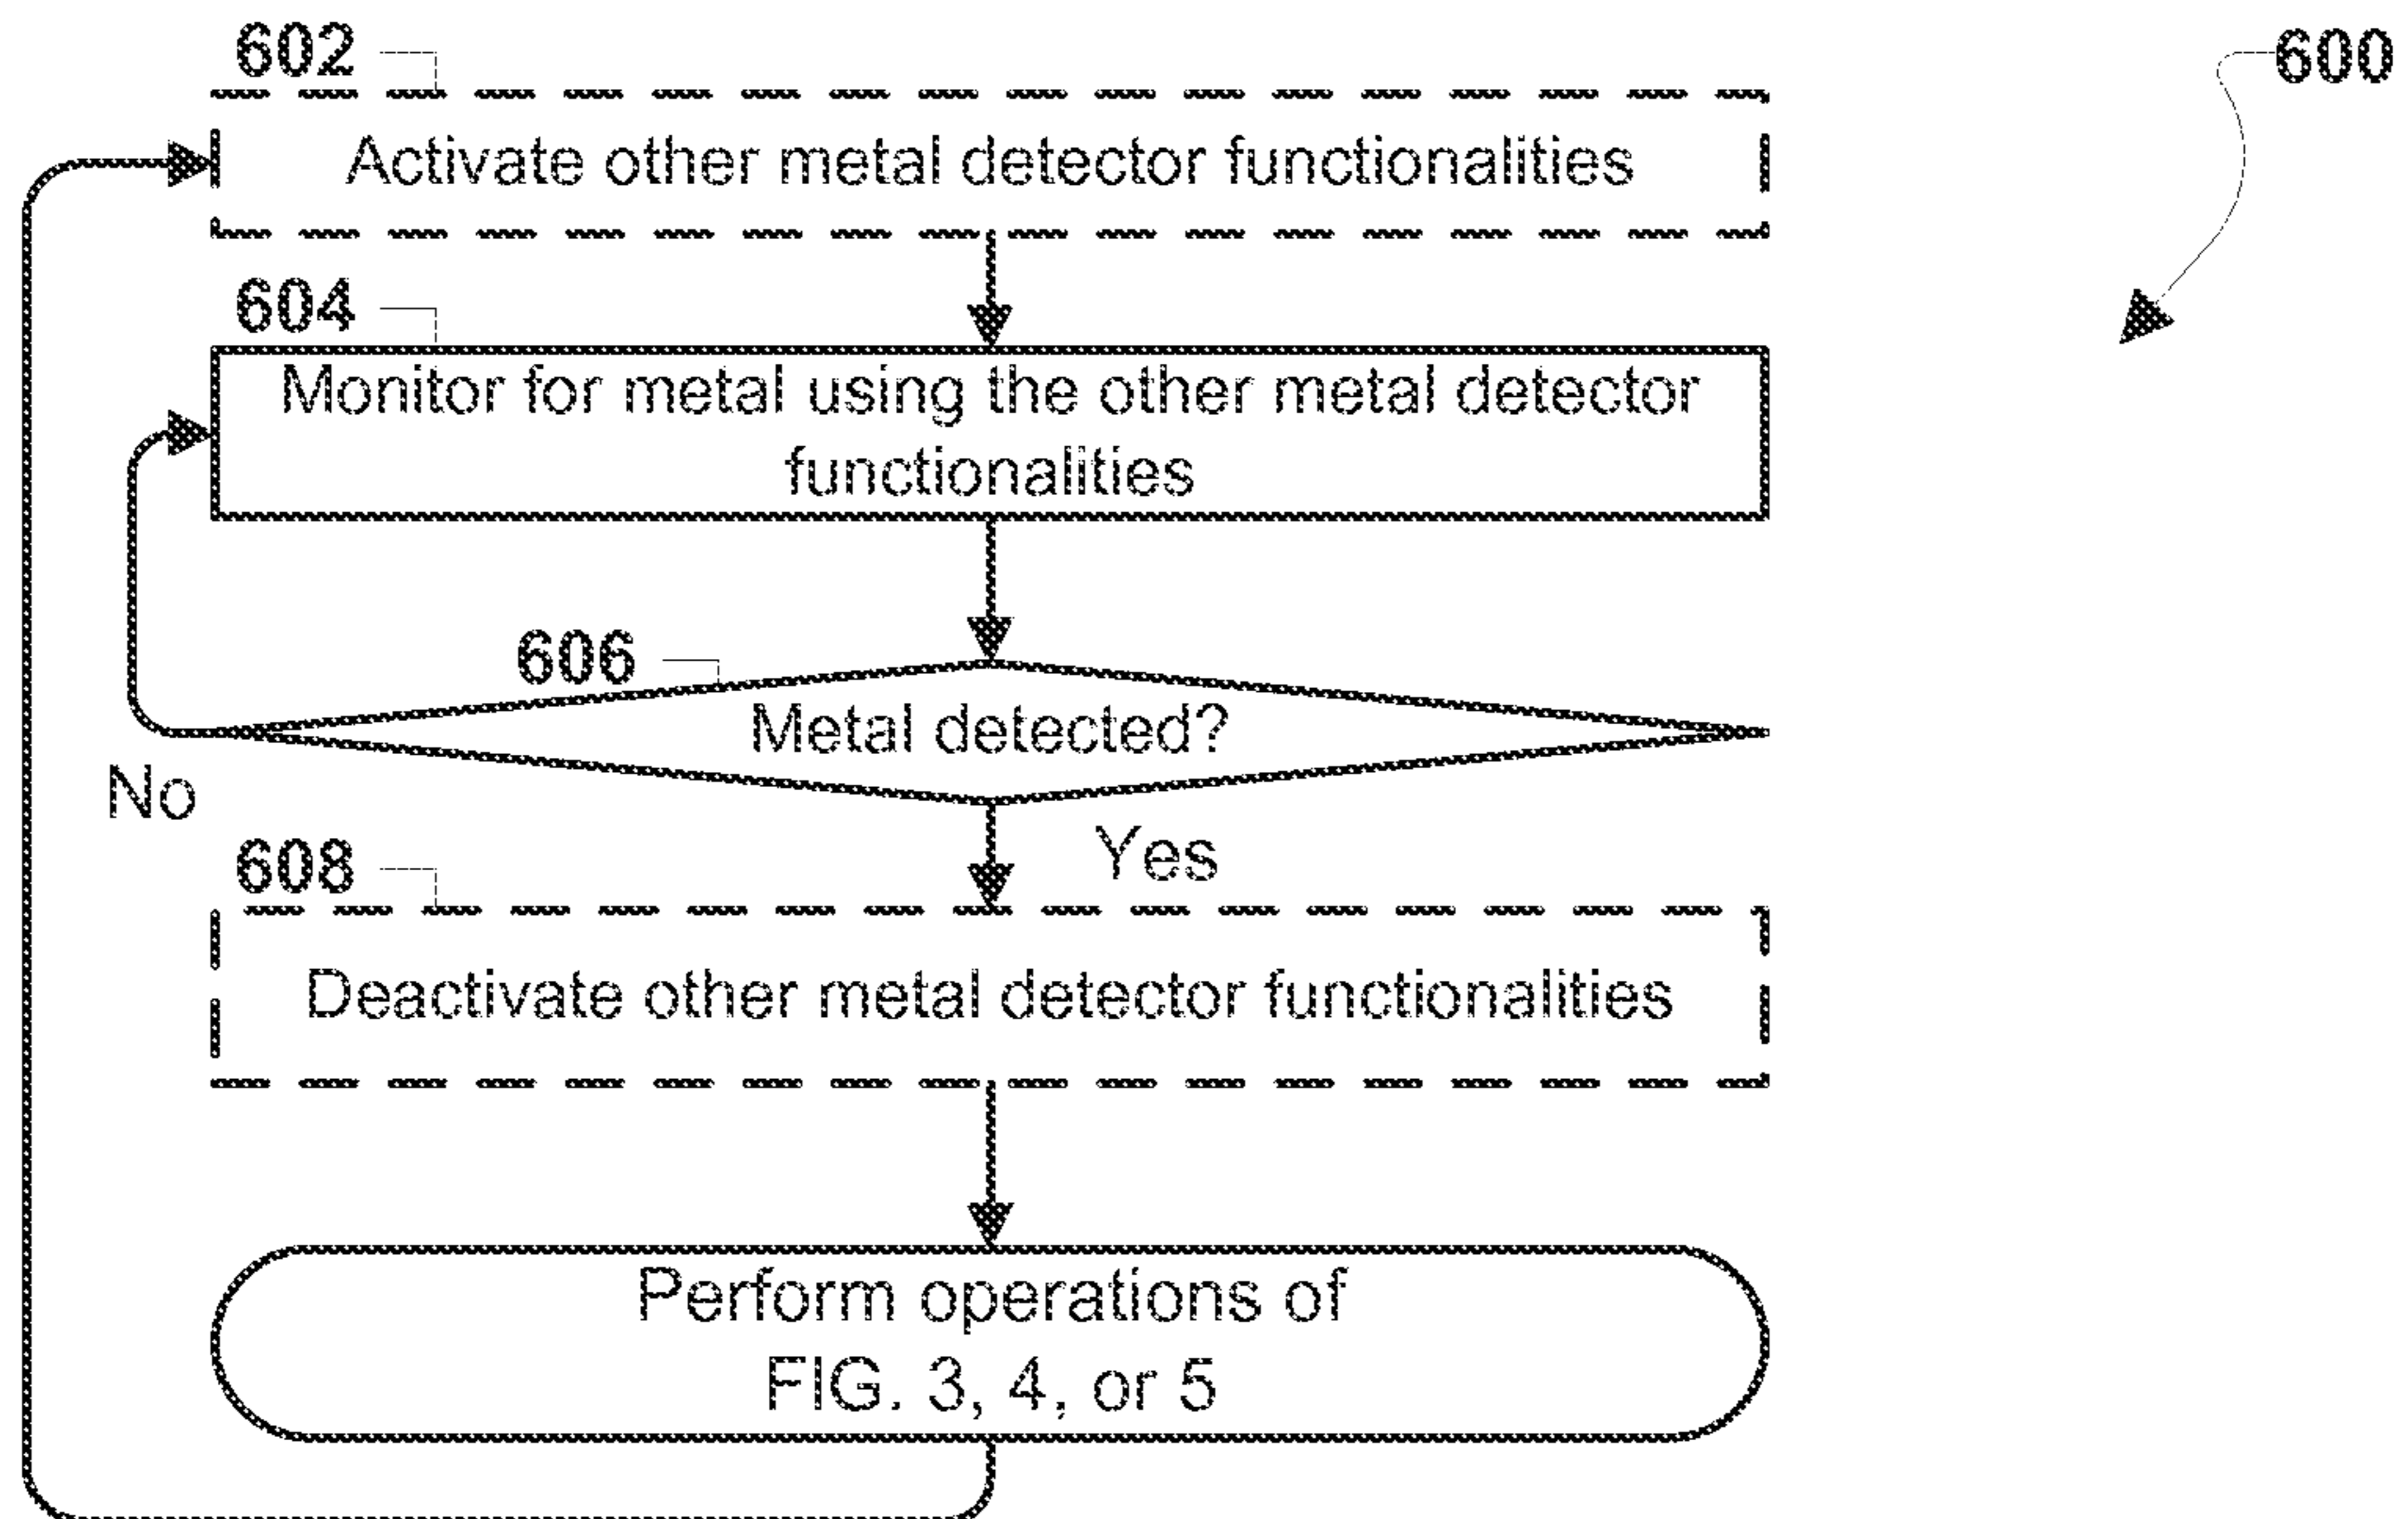 602
600
Activate other metal detector functionalities
604
Monitor for metal using the other metal detector
functionalities
606
Metal detected?
No
Yes
608
Deactivate other metal detector functionalities
Perform operations of
FIG. 3, 4, or 5